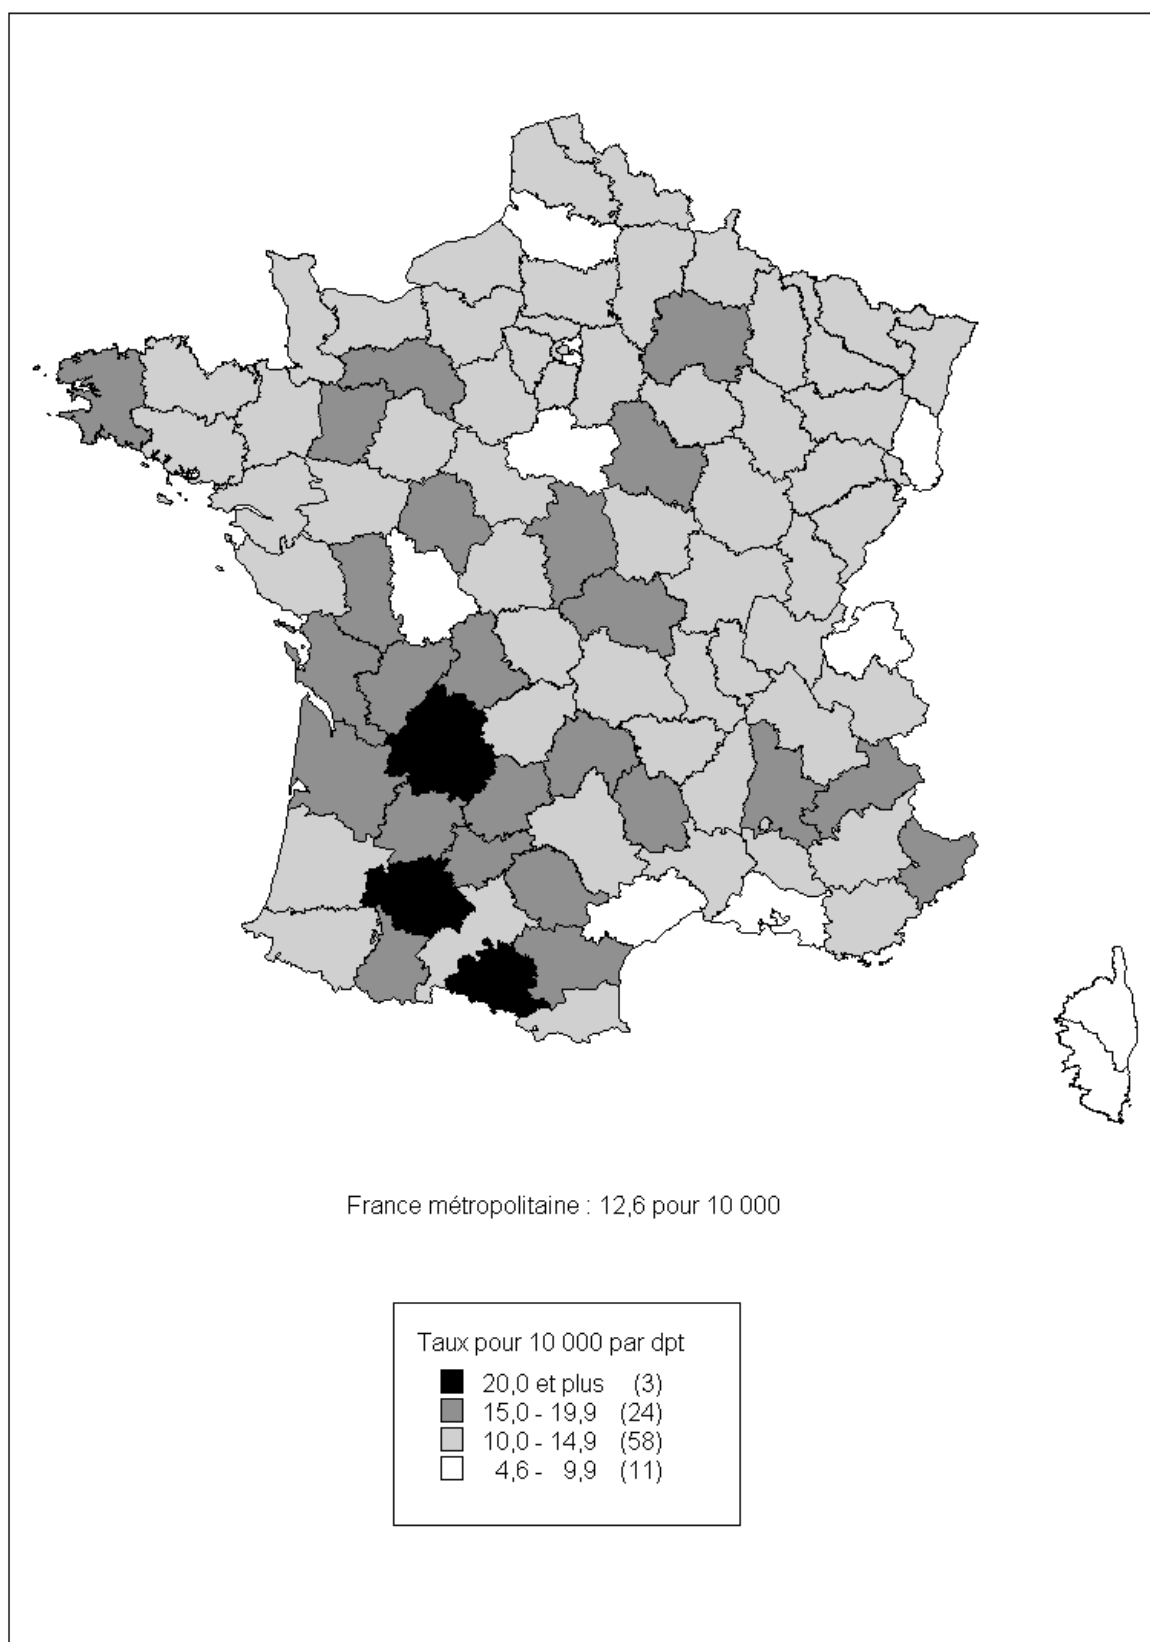 France métropolitaine : 12,6 pour 10 000
Taux pour 10 000 par dpt
20,0 et plus (3)
15,0 - 19,9 (24)
10,0 - 14,9 (58)
4,6 - 9,9 (11)